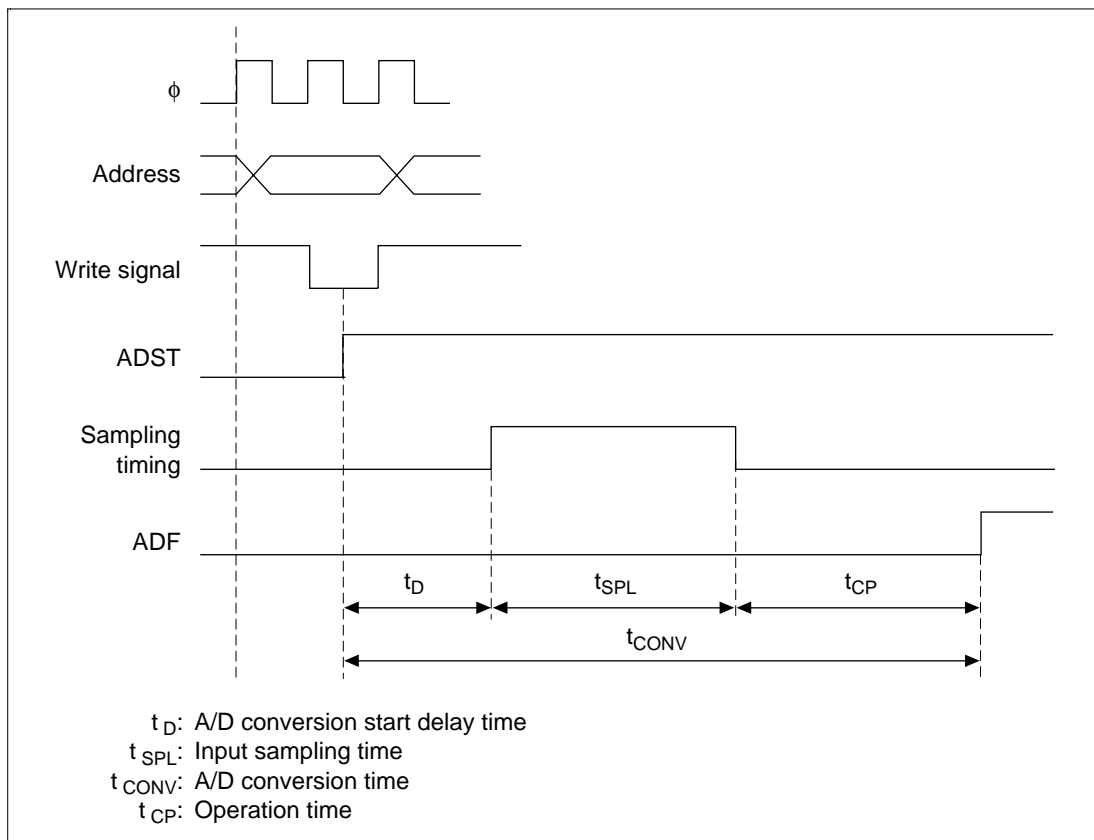 ϕ
Address
Write signal
ADST
Sampling
timing
ADF
tD
tSPL
tCP
tCONV
tD: A/D conversion start delay time
tSPL: Input sampling time
tCONV: A/D conversion time
tCP: Operation time